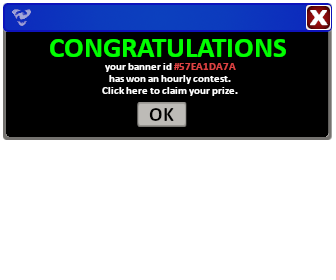 CONGRATULATIONS
your banner id #57EA1DA7A
has won an hourly contest.
Click here to claim your prize.
OK